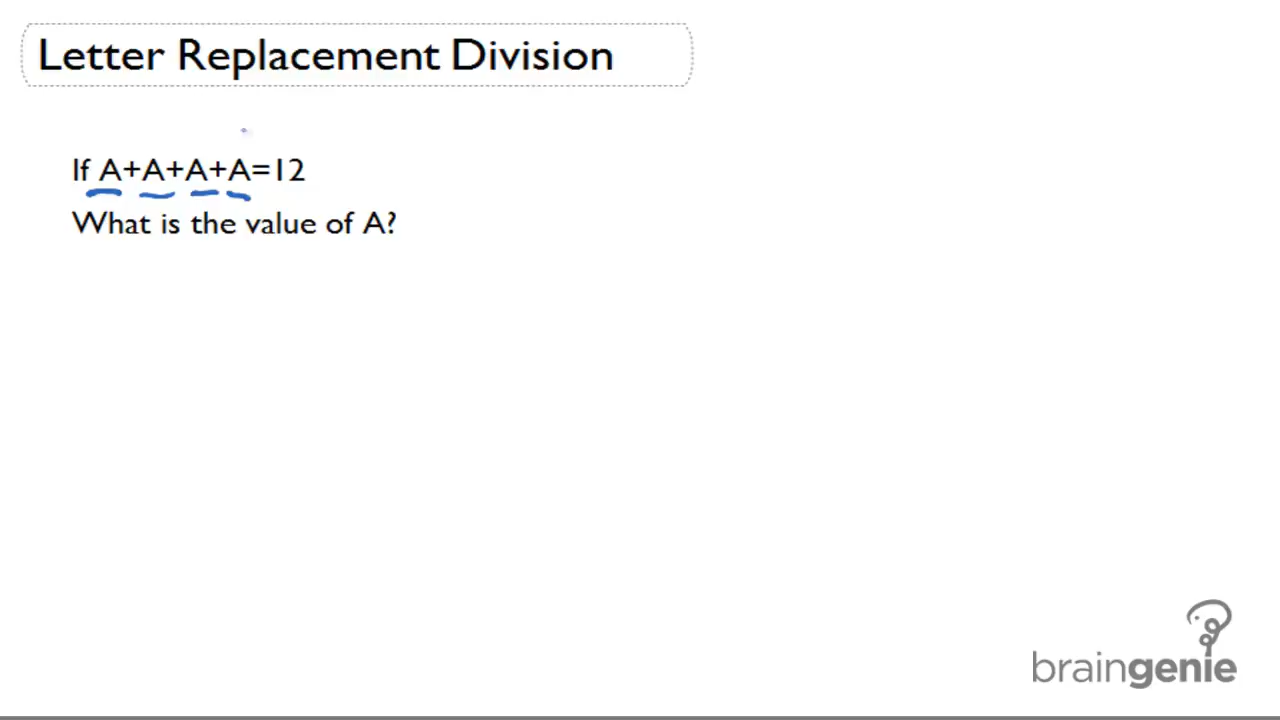 Letter Replacement Division
If A+A+A+A=12
What is the value of A?
braingenie